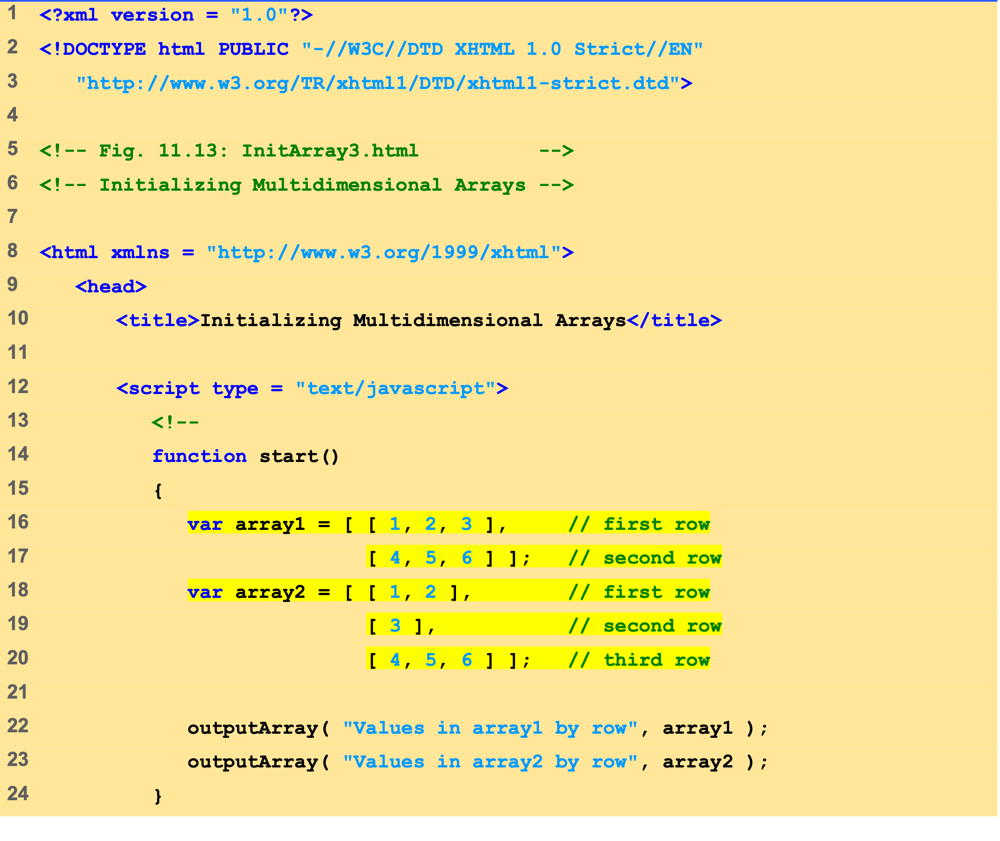 1 <?xml version = "1.0"?>
2 <!DOCTYPE html PUBLIC "-//W3C//DTD XHTML 1.0 Strict//EN"
3    "http://www.w3.org/TR/xhtml1/DTD/xhtml1-strict.dtd">
4
5 <!-- Fig. 11.13: InitArray3.html          -->
6 <!-- Initializing Multidimensional Arrays -->
7
8 <html xmlns = "http://www.w3.org/1999/xhtml">
9    <head>
10       <title>Initializing Multidimensional Arrays</title>
11
12       <script type = "text/javascript">
13          <!--
14          function start()
15          {
16             var array1 = [ [ 1, 2, 3 ],     // first row
17                            [ 4, 5, 6 ] ];   // second row
18             var array2 = [ [ 1, 2 ],        // first row
19                            [ 3 ],           // second row
20                            [ 4, 5, 6 ] ];   // third row
21
22             outputArray( "Values in array1 by row", array1 );
23             outputArray( "Values in array2 by row", array2 );
24          }